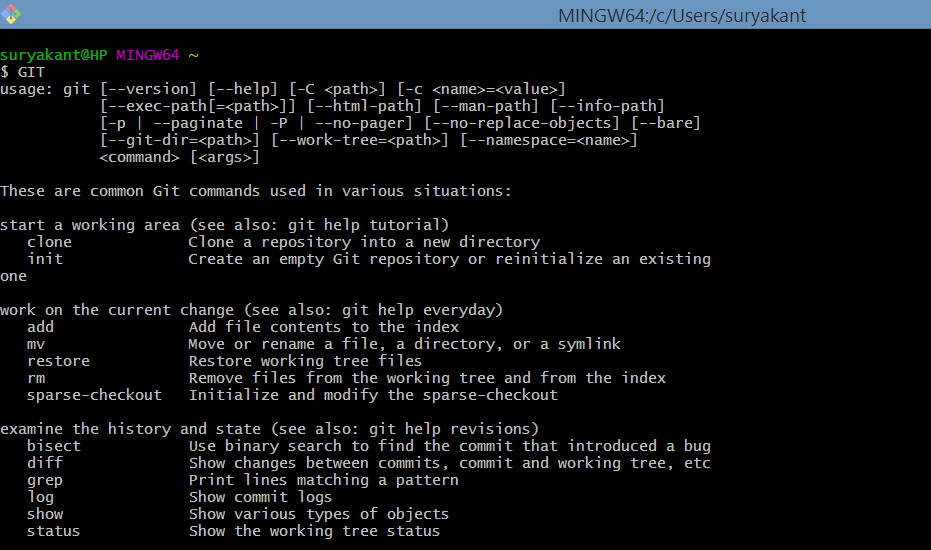 MINGW64:/c/Users/suryakant
suryakant@HP MINGW64 ~
$ GIT
usage: git [--version] [--help] [-C <path>] [-c <name>=<value>]
           [--exec-path[=<path>]] [--html-path] [--man-path] [--info-path]
           [-p | --paginate | -P | --no-pager] [--no-replace-objects] [--bare]
           [--git-dir=<path>] [--work-tree=<path>] [--namespace=<name>]
           <command> [<args>]

These are common Git commands used in various situations:

start a working area (see also: git help tutorial)
   clone             Clone a repository into a new directory
   init              Create an empty Git repository or reinitialize an existing
one

work on the current change (see also: git help everyday)
   add               Add file contents to the index
   mv                Move or rename a file, a directory, or a symlink
   restore           Restore working tree files
   rm                Remove files from the working tree and from the index
   sparse-checkout   Initialize and modify the sparse-checkout

examine the history and state (see also: git help revisions)
   bisect            Use binary search to find the commit that introduced a bug
   diff              Show changes between commits, commit and working tree, etc
   grep              Print lines matching a pattern
   log               Show commit logs
   show              Show various types of objects
   status            Show the working tree status